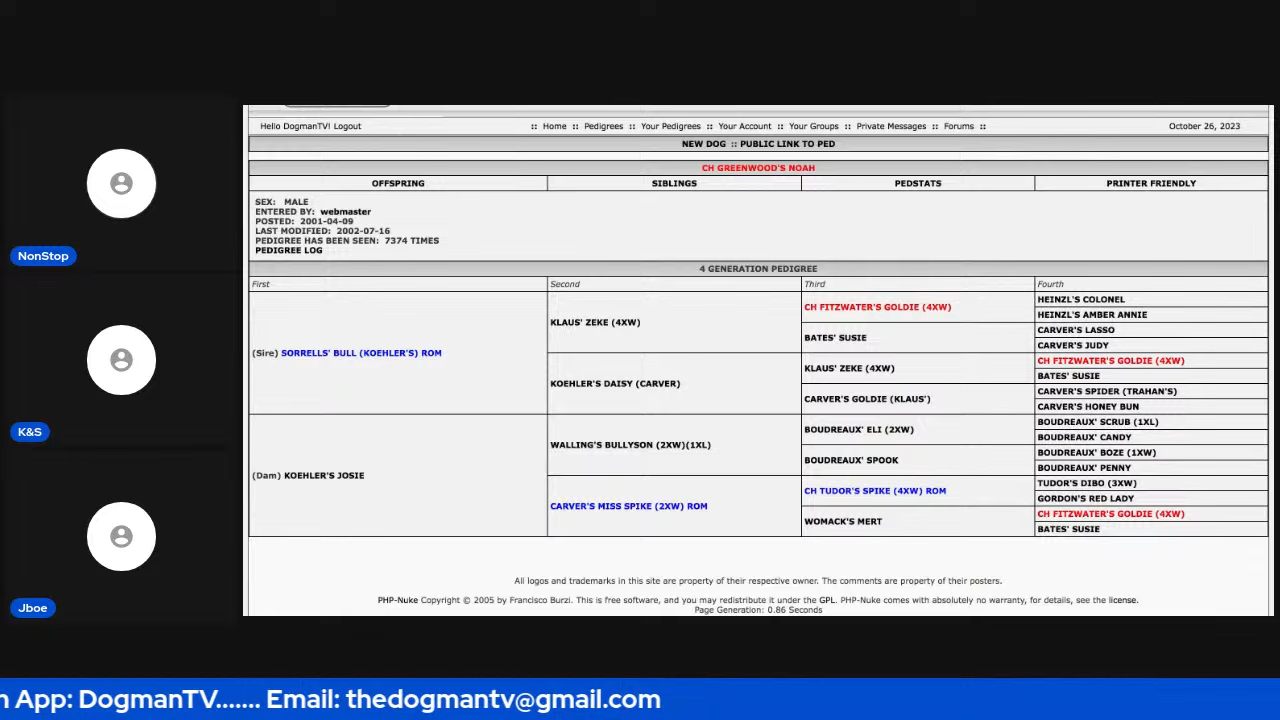 Hello DogmanTV! Logout
:: Home :: Pedigrees :: Your Pedigrees :: Your Account :: Your Groups :: Private Messages :: Forums ::
October 26, 2023
NEW DOG :: PUBLIC LINK TO PED
CH GREENWOOD'S NOAH
OFFSPRING
SIBLINGS
PEDSTATS
PRINTER FRIENDLY
SEX: MALE
ENTERED BY: webmaster
POSTED: 2001-04-09
LAST MODIFIED: 2002-07-16
PEDIGREE HAS BEEN SEEN: 7374 TIMES
PEDIGREE LOG
4 GENERATION PEDIGREE
First
Second
Third
Fourth
(Sire) SORRELLS' BULL (KOEHLER'S) ROM
KLAUS' ZEKE (4XW)
CH FITZWATER'S GOLDIE (4XW)
HEINZL'S COLONEL
HEINZL'S AMBER ANNIE
BATES' SUSIE
CARVER'S LASSO
CARVER'S JUDY
KOEHLER'S DAISY (CARVER)
KLAUS' ZEKE (4XW)
CH FITZWATER'S GOLDIE (4XW)
BATES' SUSIE
CARVER'S GOLDIE (KLAUS')
CARVER'S SPIDER (TRAHAN'S)
CARVER'S HONEY BUN
(Dam) KOEHLER'S JOSIE
WALLING'S BULLYSON (2XW)(1XL)
BOUDREAUX' ELI (2XW)
BOUDREAUX' SCRUB (1XL)
BOUDREAUX' CANDY
BOUDREAUX' SPOOK
BOUDREAUX' BOZE (1XW)
BOUDREAUX' PENNY
CARVER'S MISS SPIKE (2XW) ROM
CH TUDOR'S SPIKE (4XW) ROM
TUDOR'S DIBO (3XW)
GORDON'S RED LADY
WOMACK'S MERT
CH FITZWATER'S GOLDIE (4XW)
BATES' SUSIE
All logos and trademarks in this site are property of their respective owner. The comments are property of their posters.
PHP-Nuke Copyright © 2005 by Francisco Burzi. This is free software, and you may redistribute it under the GPL. PHP-Nuke comes with absolutely no warranty, for details, see the license.
Page Generation: 0.86 Seconds
NonStop
K&S
Jboe
n App: DogmanTV....... Email: thedogmantv@gmail.com